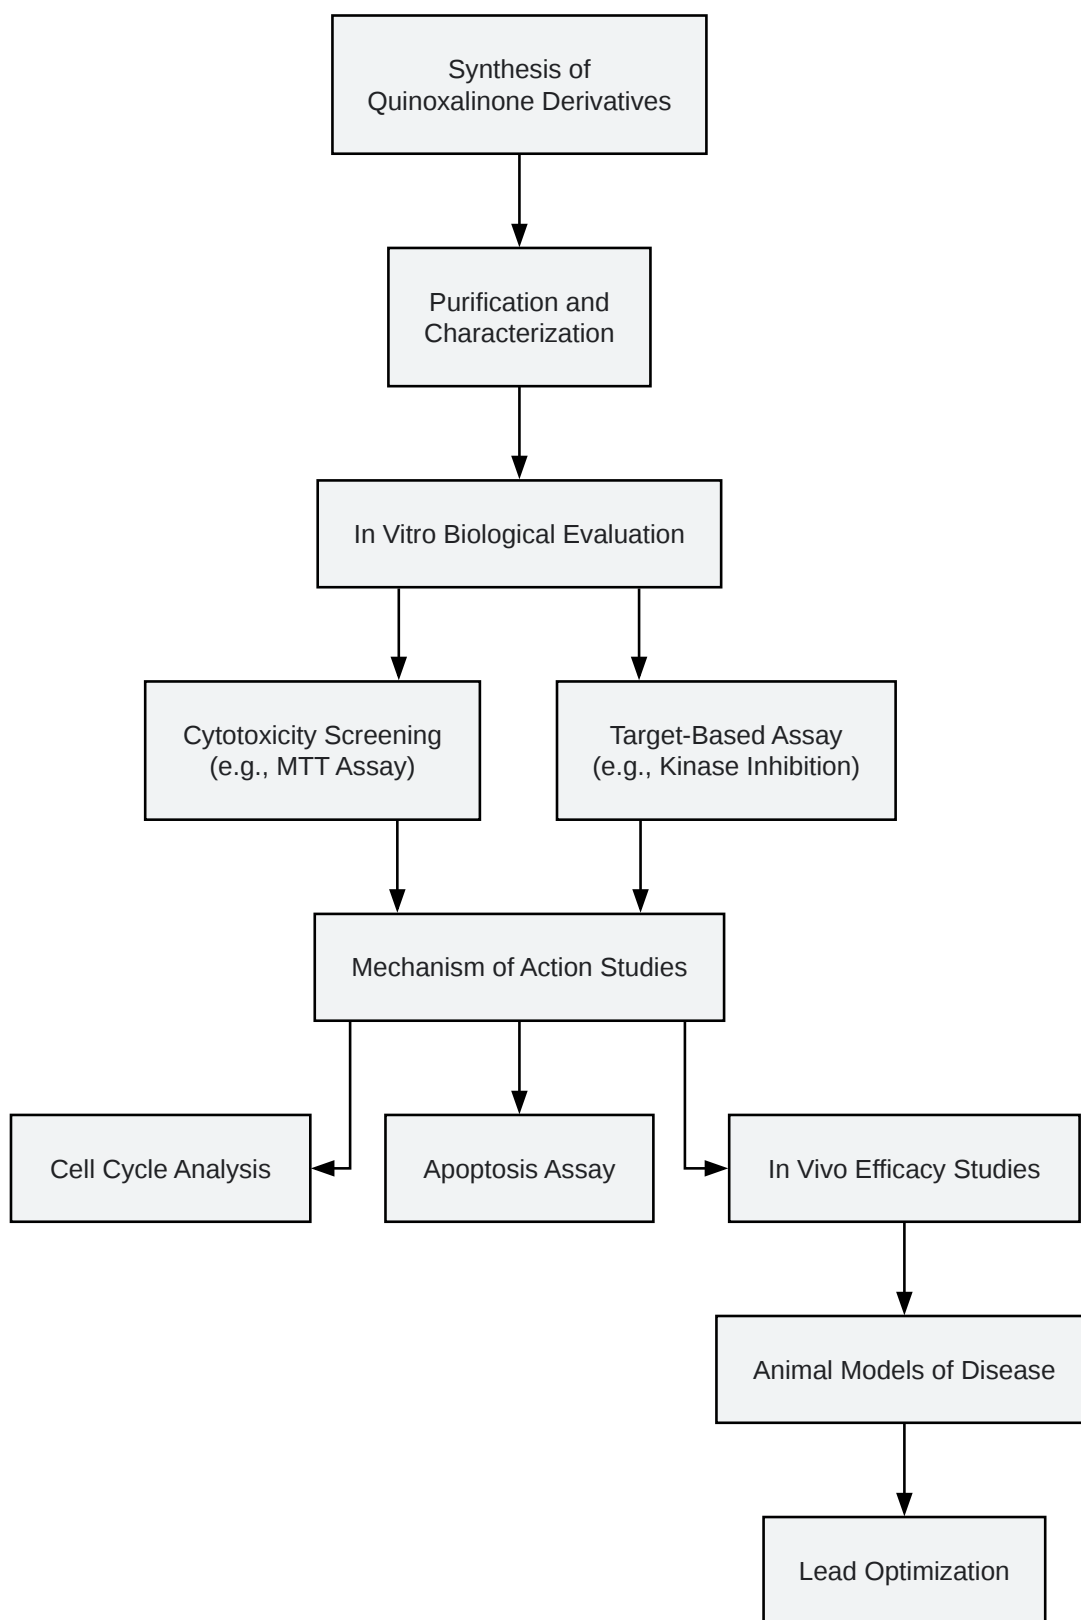 Synthesis of
Quinoxalinone Derivatives
Purification and
Characterization
In Vitro Biological Evaluation
Cytotoxicity Screening
(e.g., MTT Assay)
Target-Based Assay
(e.g., Kinase Inhibition)
Mechanism of Action Studies
Cell Cycle Analysis
Apoptosis Assay
In Vivo Efficacy Studies
Animal Models of Disease
Lead Optimization